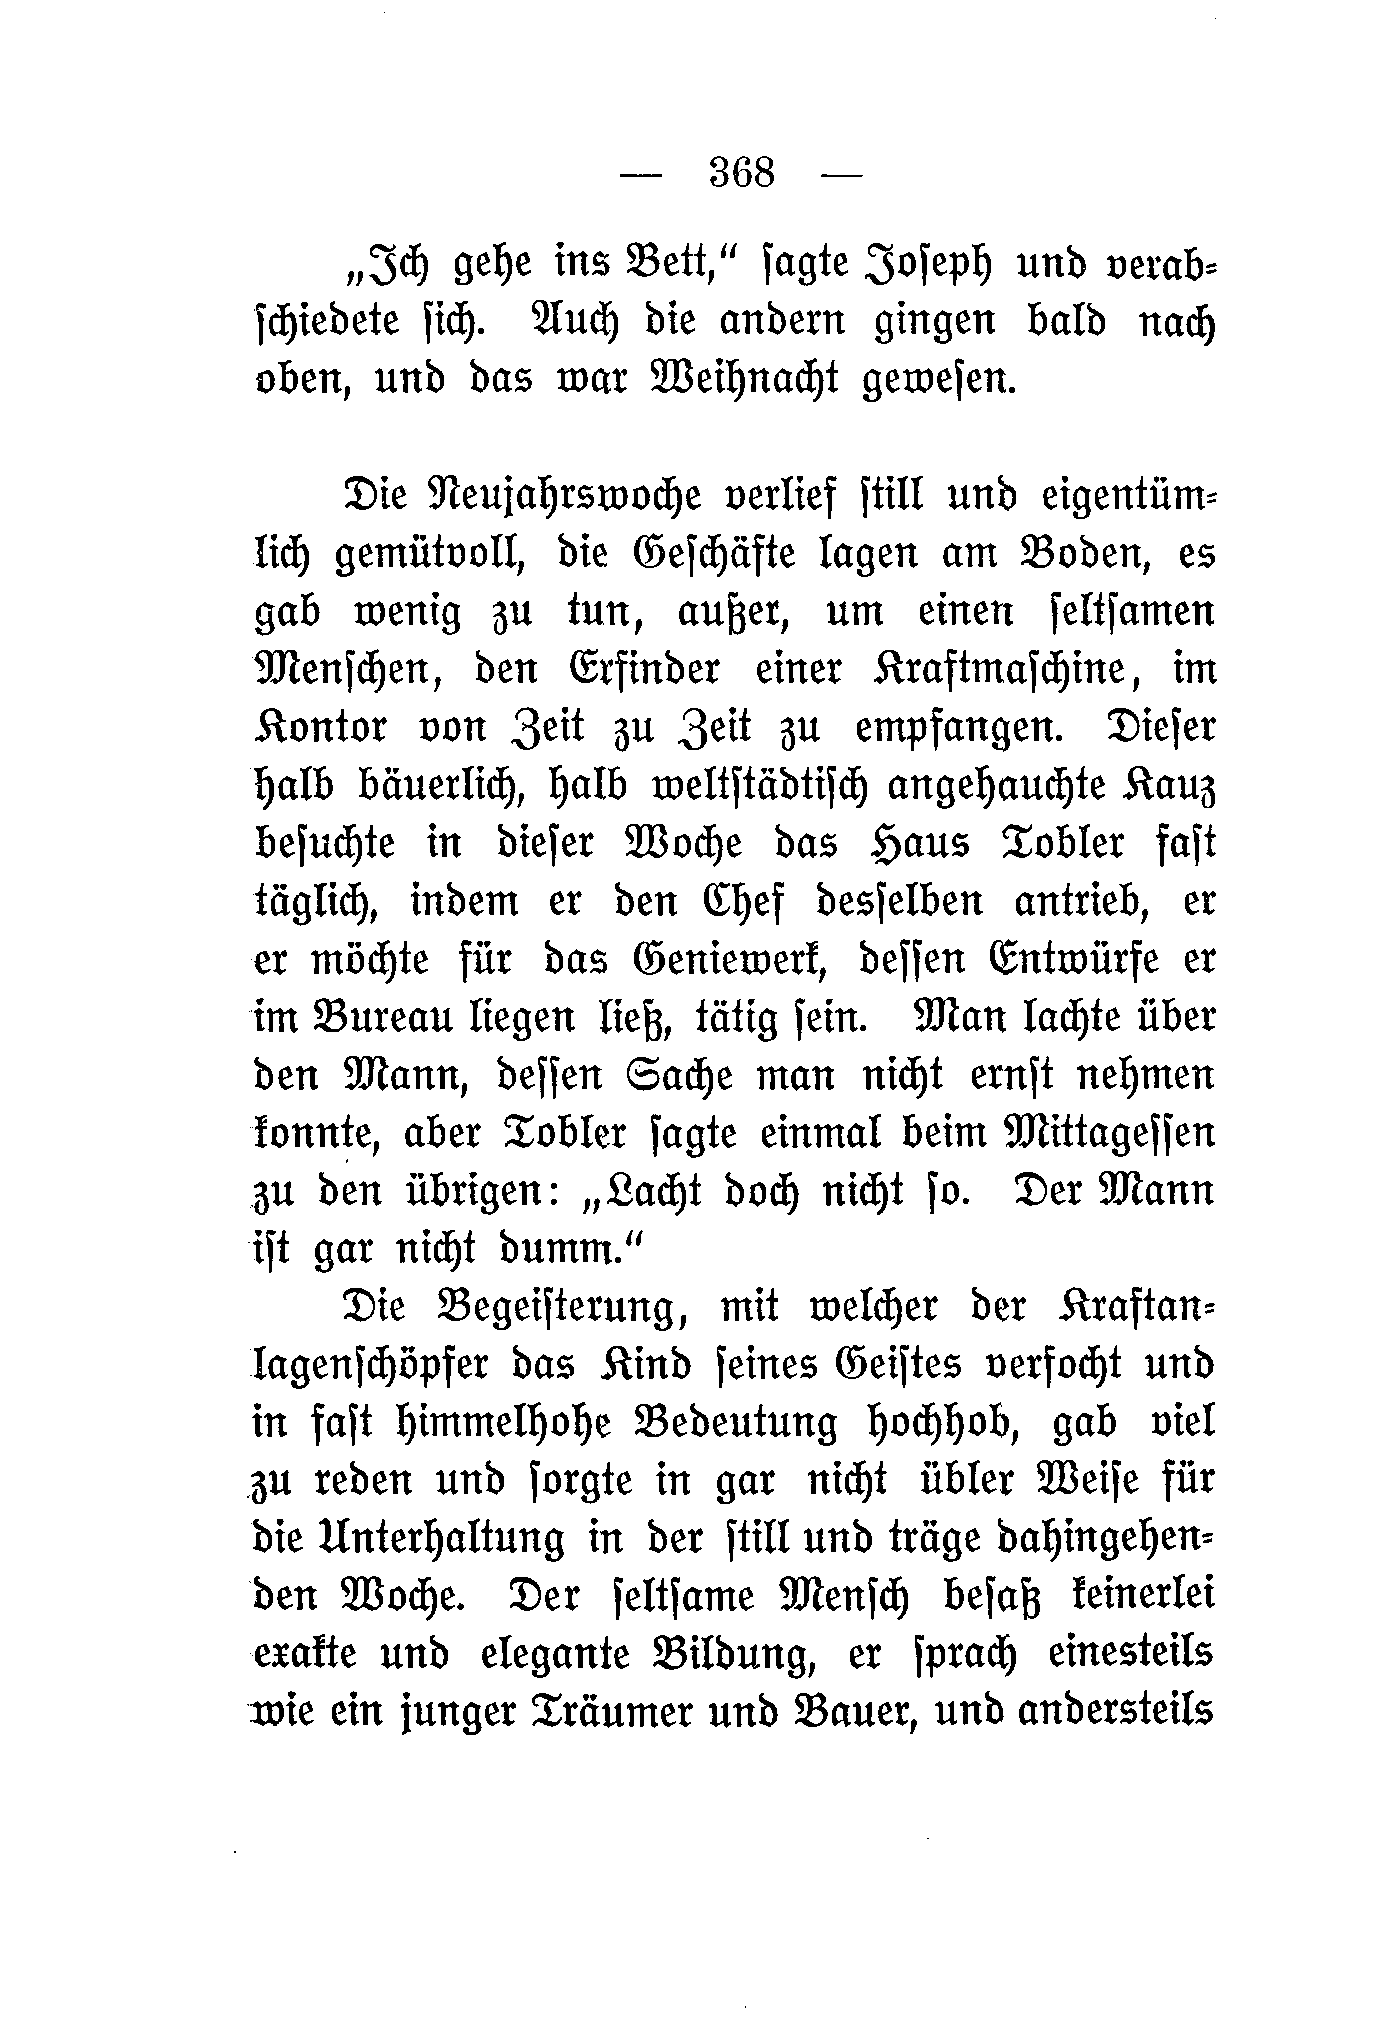 — 368 —
„Ich gehe ins Bett,“ ſagte Joſeph und verab⸗
ſchiedete ſich. Auch die andern gingen bald nach
oben, und das war Weihnacht geweſen.
Die Neujahrswoche verlief ſtill und eigentüm⸗
lich gemütvoll, die Geſchäfte lagen am Boden, es
gab wenig zu tun, außer, um einen ſeltſamen
Menſchen, den Erfinder einer Kraftmaſchine, im
Kontor von Zeit zu Zeit zu empfangen. Dieſer
halb bäuerlich, halb weltſtädtiſch angehauchte Kauz
beſuchte in dieſer Woche das Haus Tobler faſt
täglich, indem er den Chef desſelben antrieb, er
er möchte für das Geniewerk, deſſen Entwürfe er
im Bureau liegen ließ, tätig ſein. Man lachte über
den Mann, deſſen Sache man nicht ernſt nehmen
konnte, aber Tobler ſagte einmal beim Mittageſſen
zu den übrigen: „Lacht doch nicht ſo. Der Mann
iſt gar nicht dumm.“
Die Begeiſterung, mit welcher der Kraftan⸗
lagenſchöpfer das Kind ſeines Geiſtes verfocht und
in faſt himmelhohe Bedeutung hochhob, gab viel
zu reden und ſorgte in gar nicht übler Weiſe für
die Unterhaltung in der ſtill und träge dahingehen⸗
den Woche. Der ſeltſame Menſch beſaß keinerlei
exakte und elegante Bildung, er ſprach einesteils
wie ein junger Träumer und Bauer, und andersteils